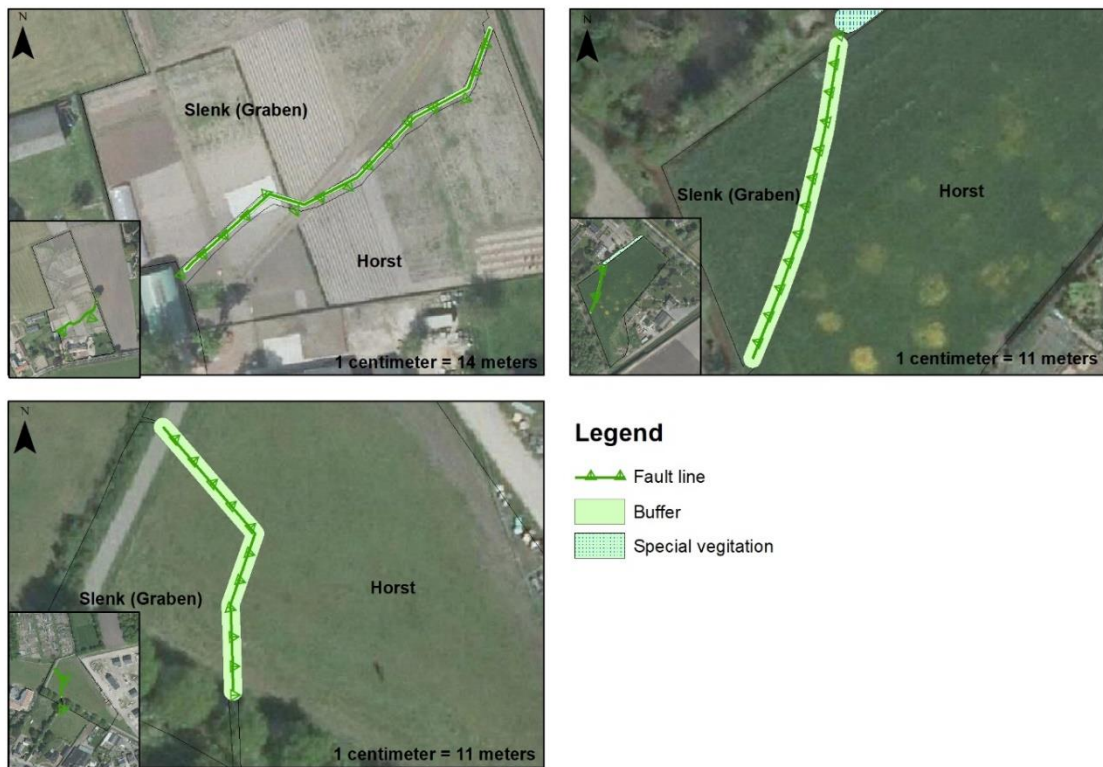 N
Slenk (Graben)
Horst
1 centimeter = 14 meters
N
Slenk (Graben)
Horst
1 centimeter = 11 meters
N
Slenk (Graben)
Horst
1 centimeter = 11 meters
Legend
Fault line
Buffer
Special vegitation